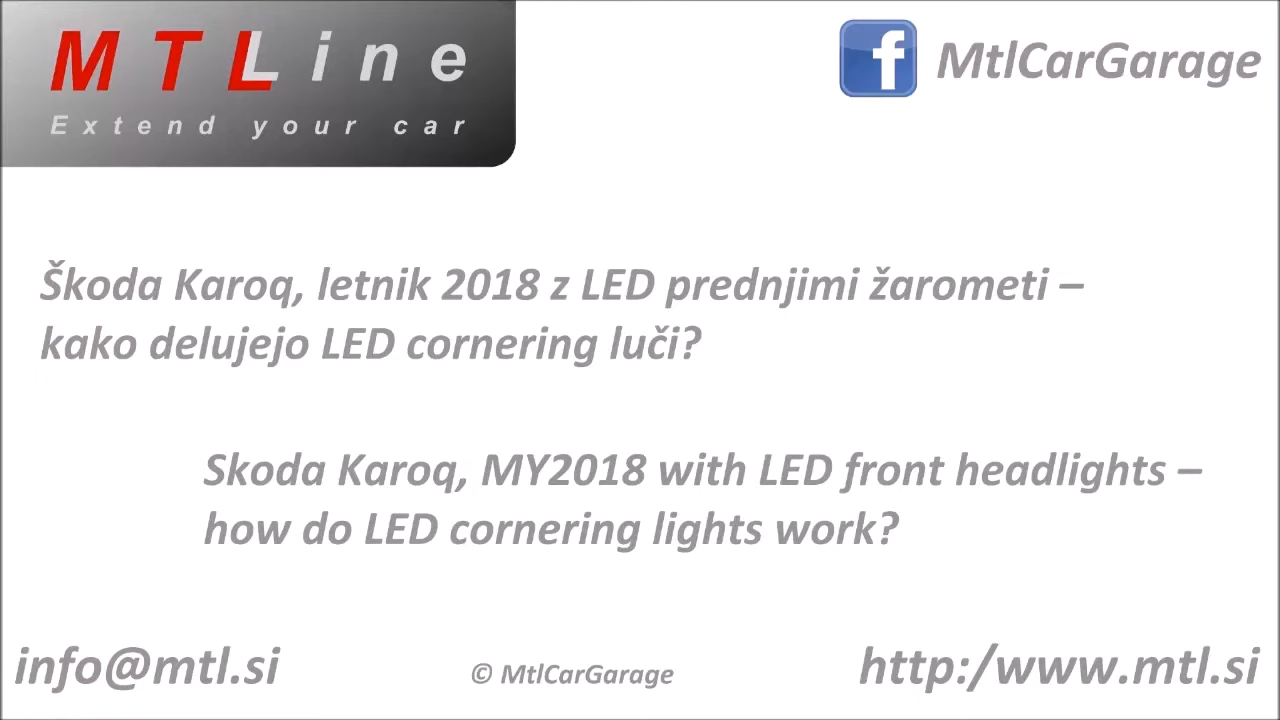 MTLine
Extend your car
MtlCarGarage
Škoda Karoq, letnik 2018 z LED prednjimi žarometi –
kako delujejo LED cornering luči?
Skoda Karoq, MY2018 with LED front headlights –
how do LED cornering lights work?
info@mtl.si
© MtlCarGarage
http:/www.mtl.si